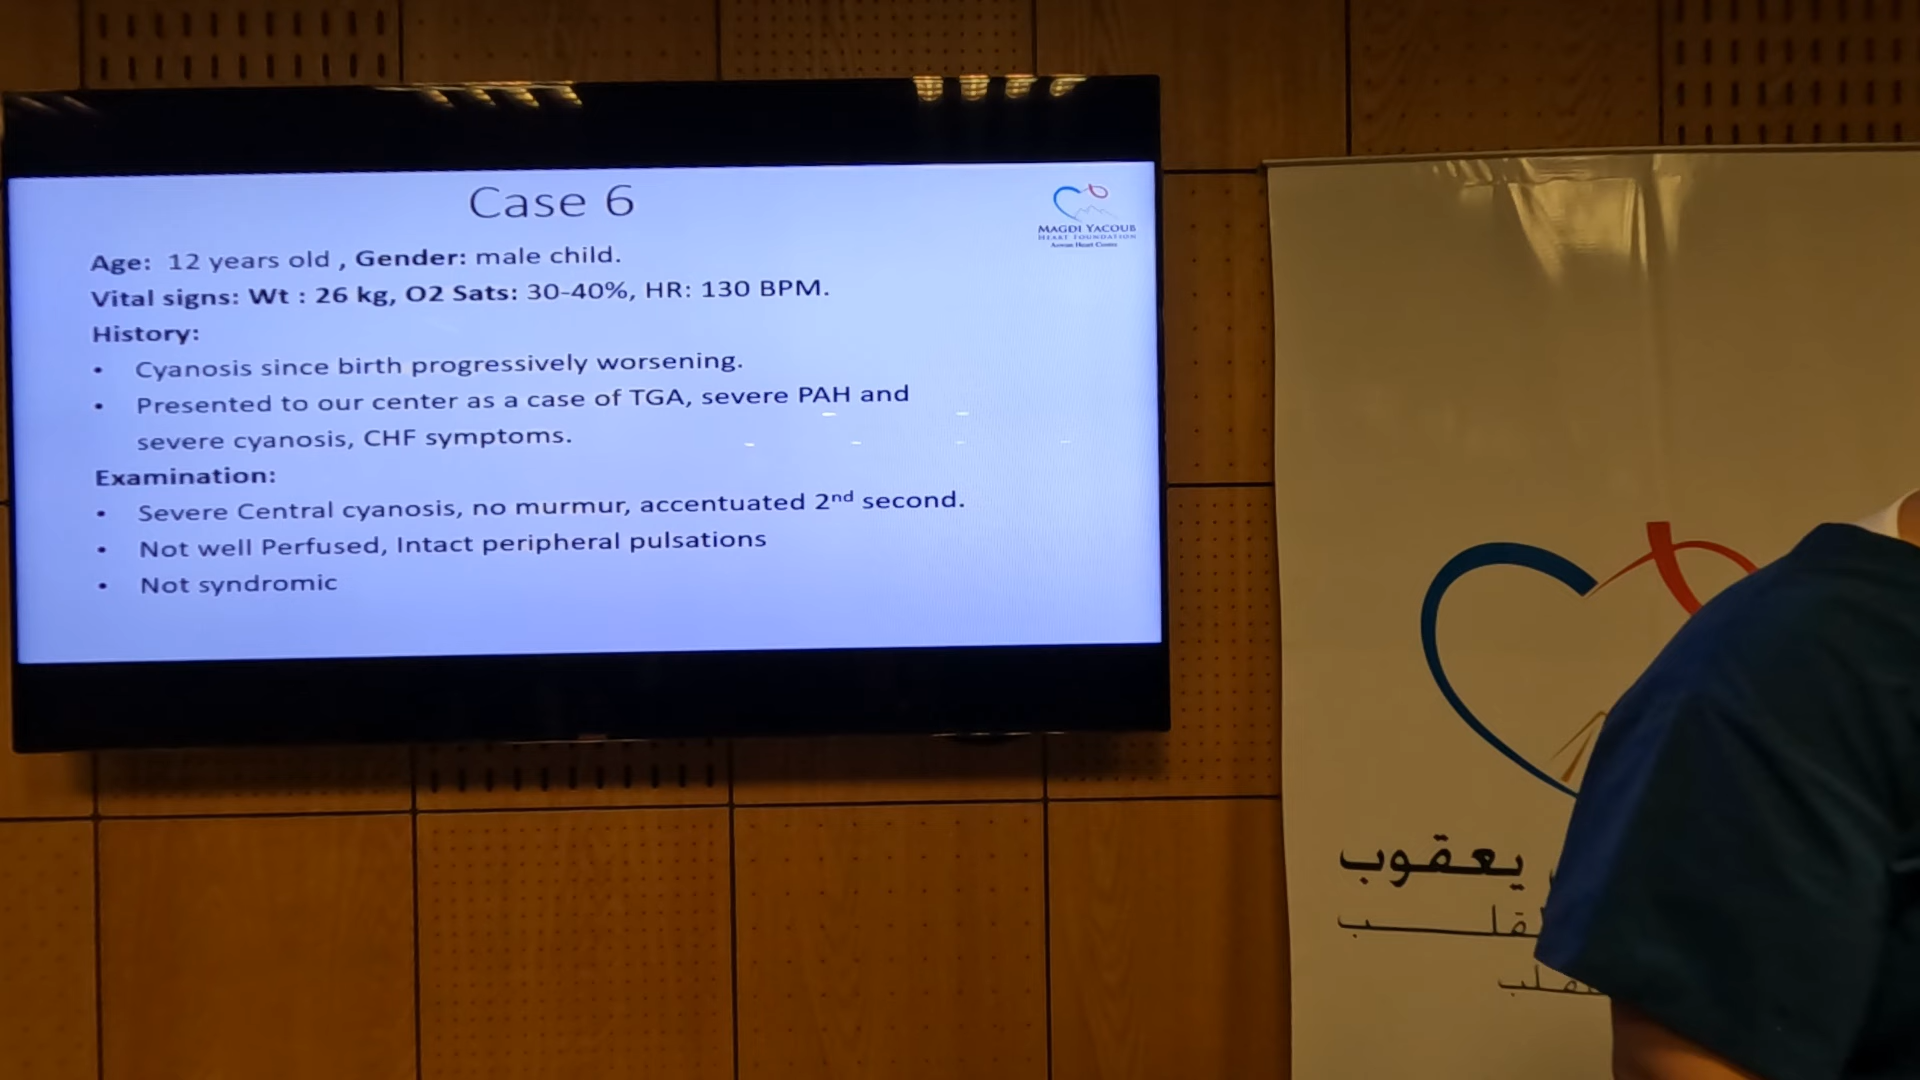 Case 6
MAGDI YACOUB
HEART FOUNDATION
Aswan Heart Centre
Age: 12 years old , Gender: male child.
Vital signs: Wt : 26 kg, O2 Sats: 30-40%, HR: 130 BPM.
History:
• Cyanosis since birth progressively worsening.
• Presented to our center as a case of TGA, severe PAH and
severe cyanosis, CHF symptoms.
Examination:
• Severe Central cyanosis, no murmur, accentuated 2nd second.
• Not well Perfused, Intact peripheral pulsations
• Not syndromic
يعقوب